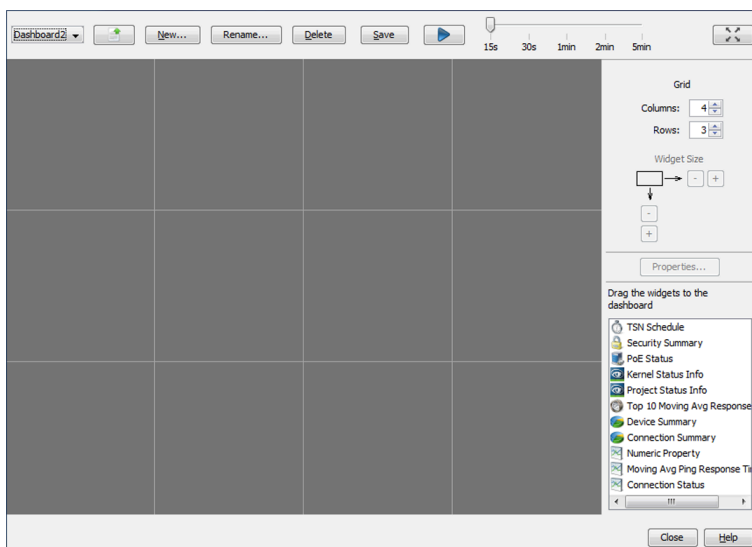 Dashboard2
New...
Rename...
Delete
Save
15s 30s 1min 2min 5min
Grid
Columns: 4
Rows: 3
Widget Size
- +
-
+
Properties...
Drag the widgets to the
dashboard
TSN Schedule
Security Summary
PoE Status
Kernel Status Info
Project Status Info
Top 10 Moving Avg Response
Device Summary
Connection Summary
Numeric Property
Moving Avg Ping Response
Connection Status
Close Help